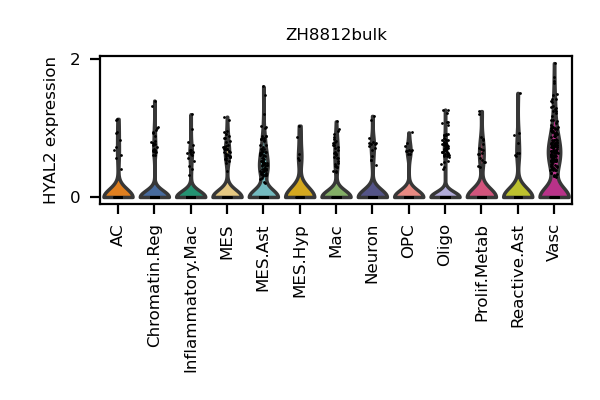 ZH8812bulk
HYAL2 expression
2
0
AC
Chromatin.Reg
Inflammatory.Mac
MES
MES.Ast
MES.Hyp
Mac
Neuron
OPC
Oligo
Prolif.Metab
Reactive.Ast
Vasc